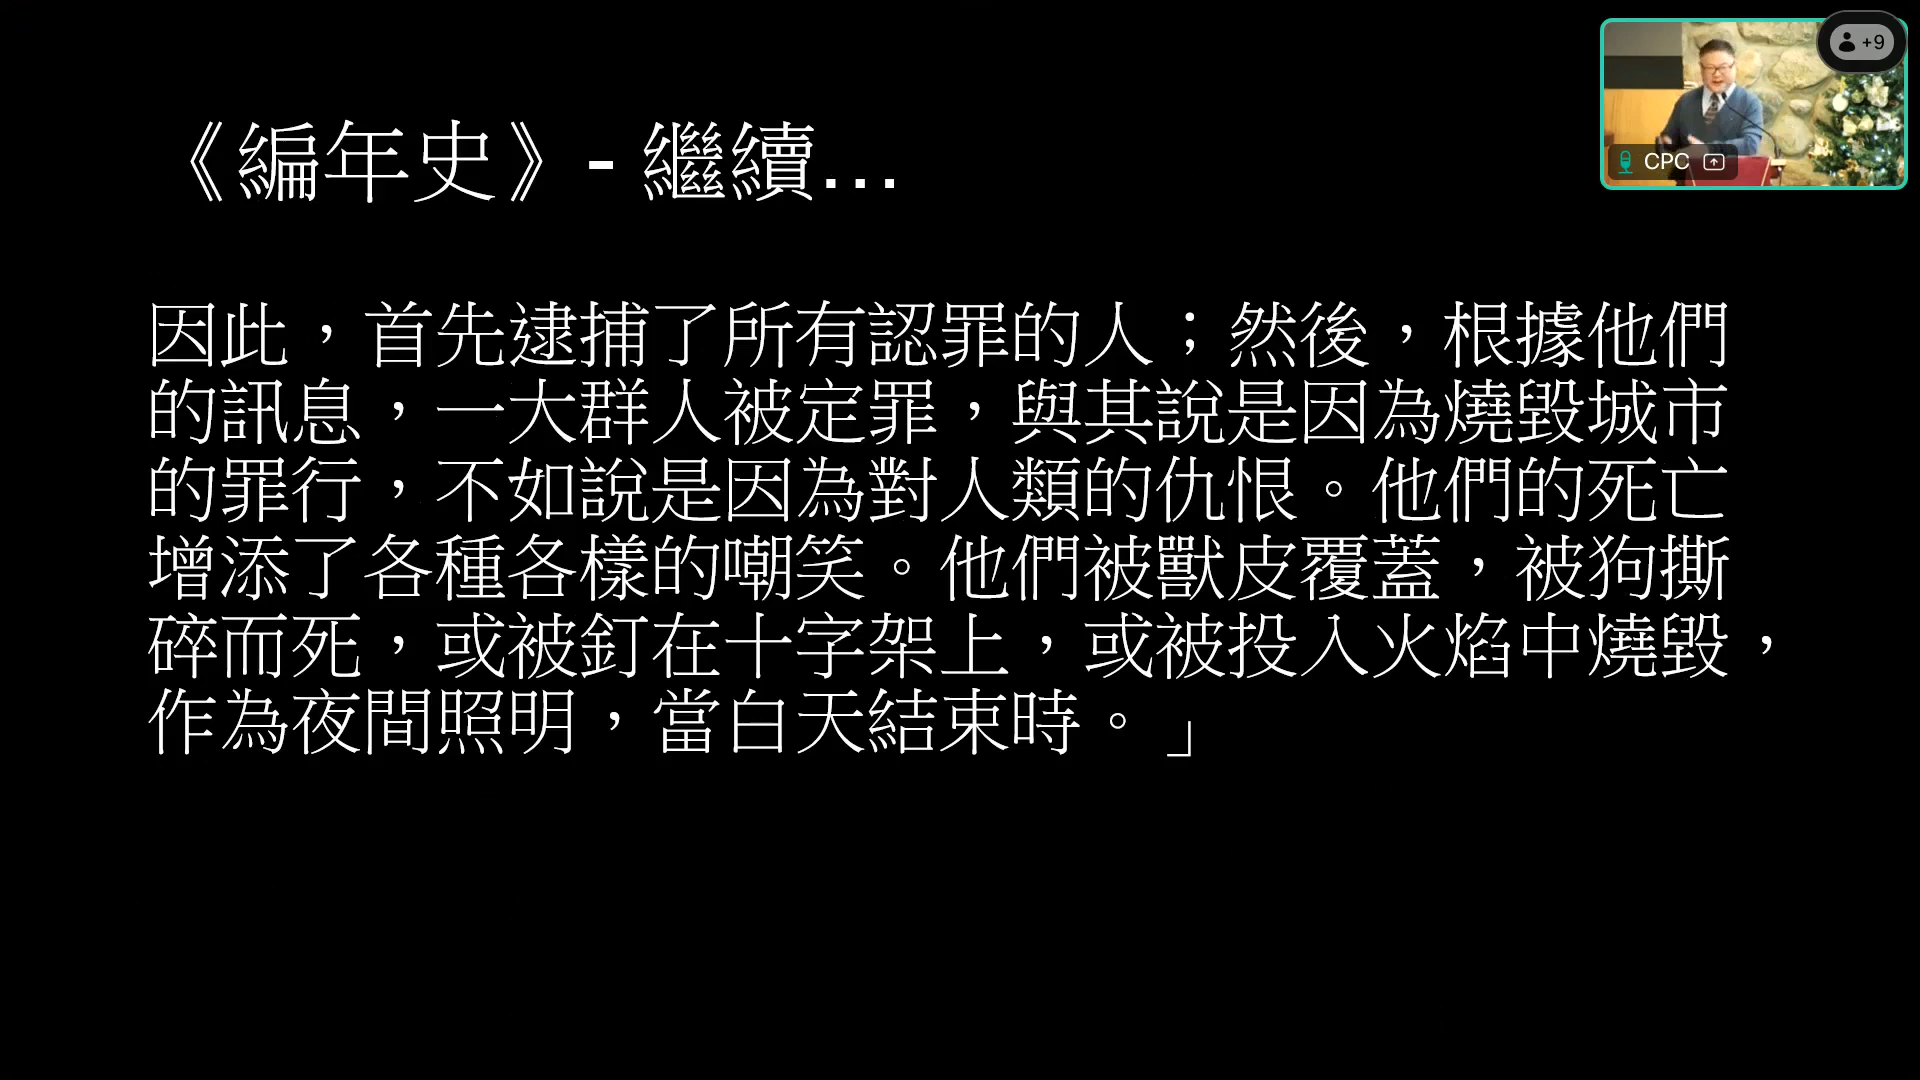 《編年史》- 繼續...
因此，首先逮捕了所有認罪的人；然後，根據他們
的訊息，一大群人被定罪，與其說是因為燒毀城市
的罪行，不如說是因為對人類的仇恨。他們的死亡
增添了各種各樣的嘲笑。他們被獸皮覆蓋，被狗撕
碎而死，或被釘在十字架上，或被投入火焰中燒毀，
作為夜間照明，當白天結束時。」
+9
CPC